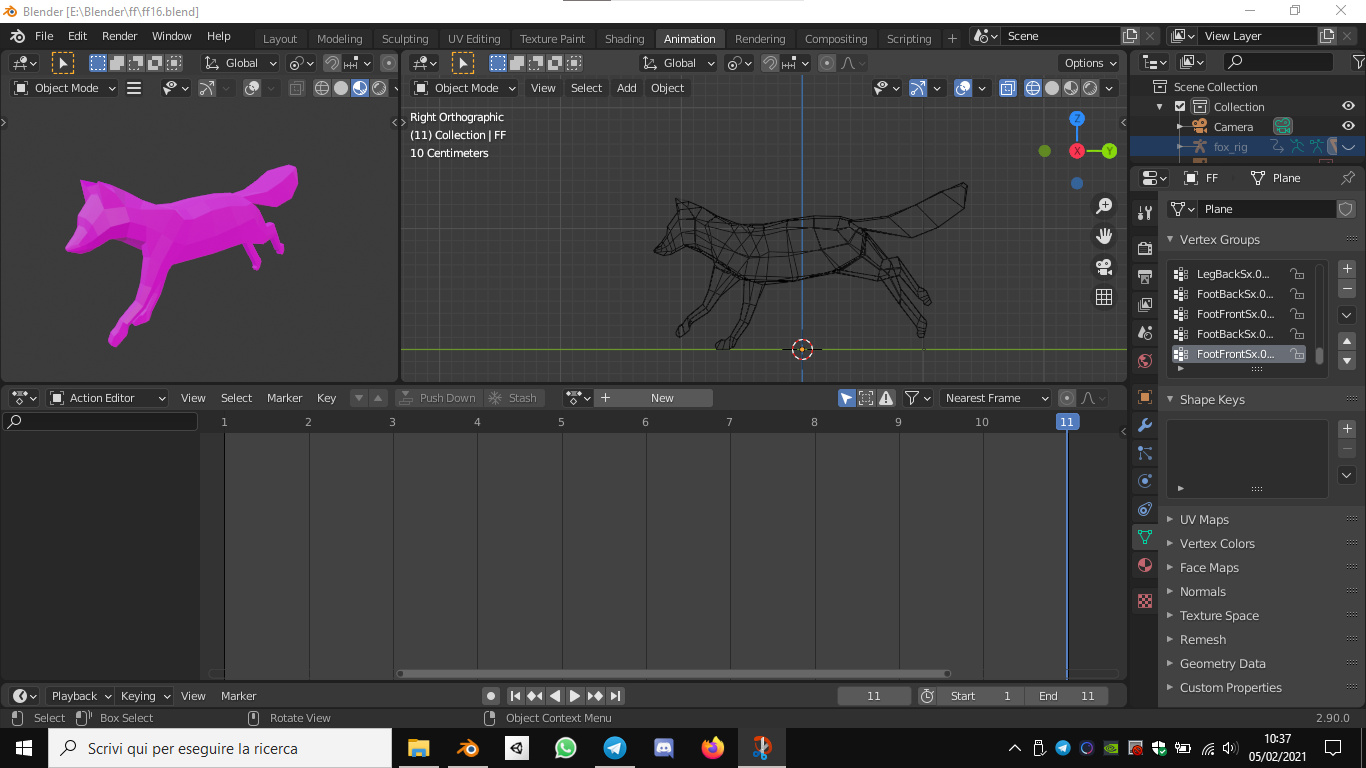 Blender [E:\Blender\ff\ff16.blend]
File Edit Render Window Help Layout Modeling Sculpting UV Editing Texture Paint Shading Animation Rendering Compositing Scripting + Scene View Layer
Global Global Options
Object Mode Object Mode View Select Add Object
Scene Collection
Collection
Camera
fox_rig
Right Orthographic
(11) Collection | FF
10 Centimeters
Z
X
Y
FF Plane
Plane
Vertex Groups
LegBackSx.0...
FootBackSx.0...
FootFrontSx.0...
FootBackSx.0...
FootFrontSx.0...
Action Editor View Select Marker Key Push Down Stash + New Nearest Frame
Shape Keys
1 2 3 4 5 6 7 8 9 10 11
UV Maps
Vertex Colors
Face Maps
Normals
Texture Space
Remesh
Geometry Data
Custom Properties
Playback Keying View Marker 11 Start 1 End 11
Select Box Select Rotate View Object Context Menu 2.90.0
Scrivi qui per eseguire la ricerca
10:37
05/02/2021